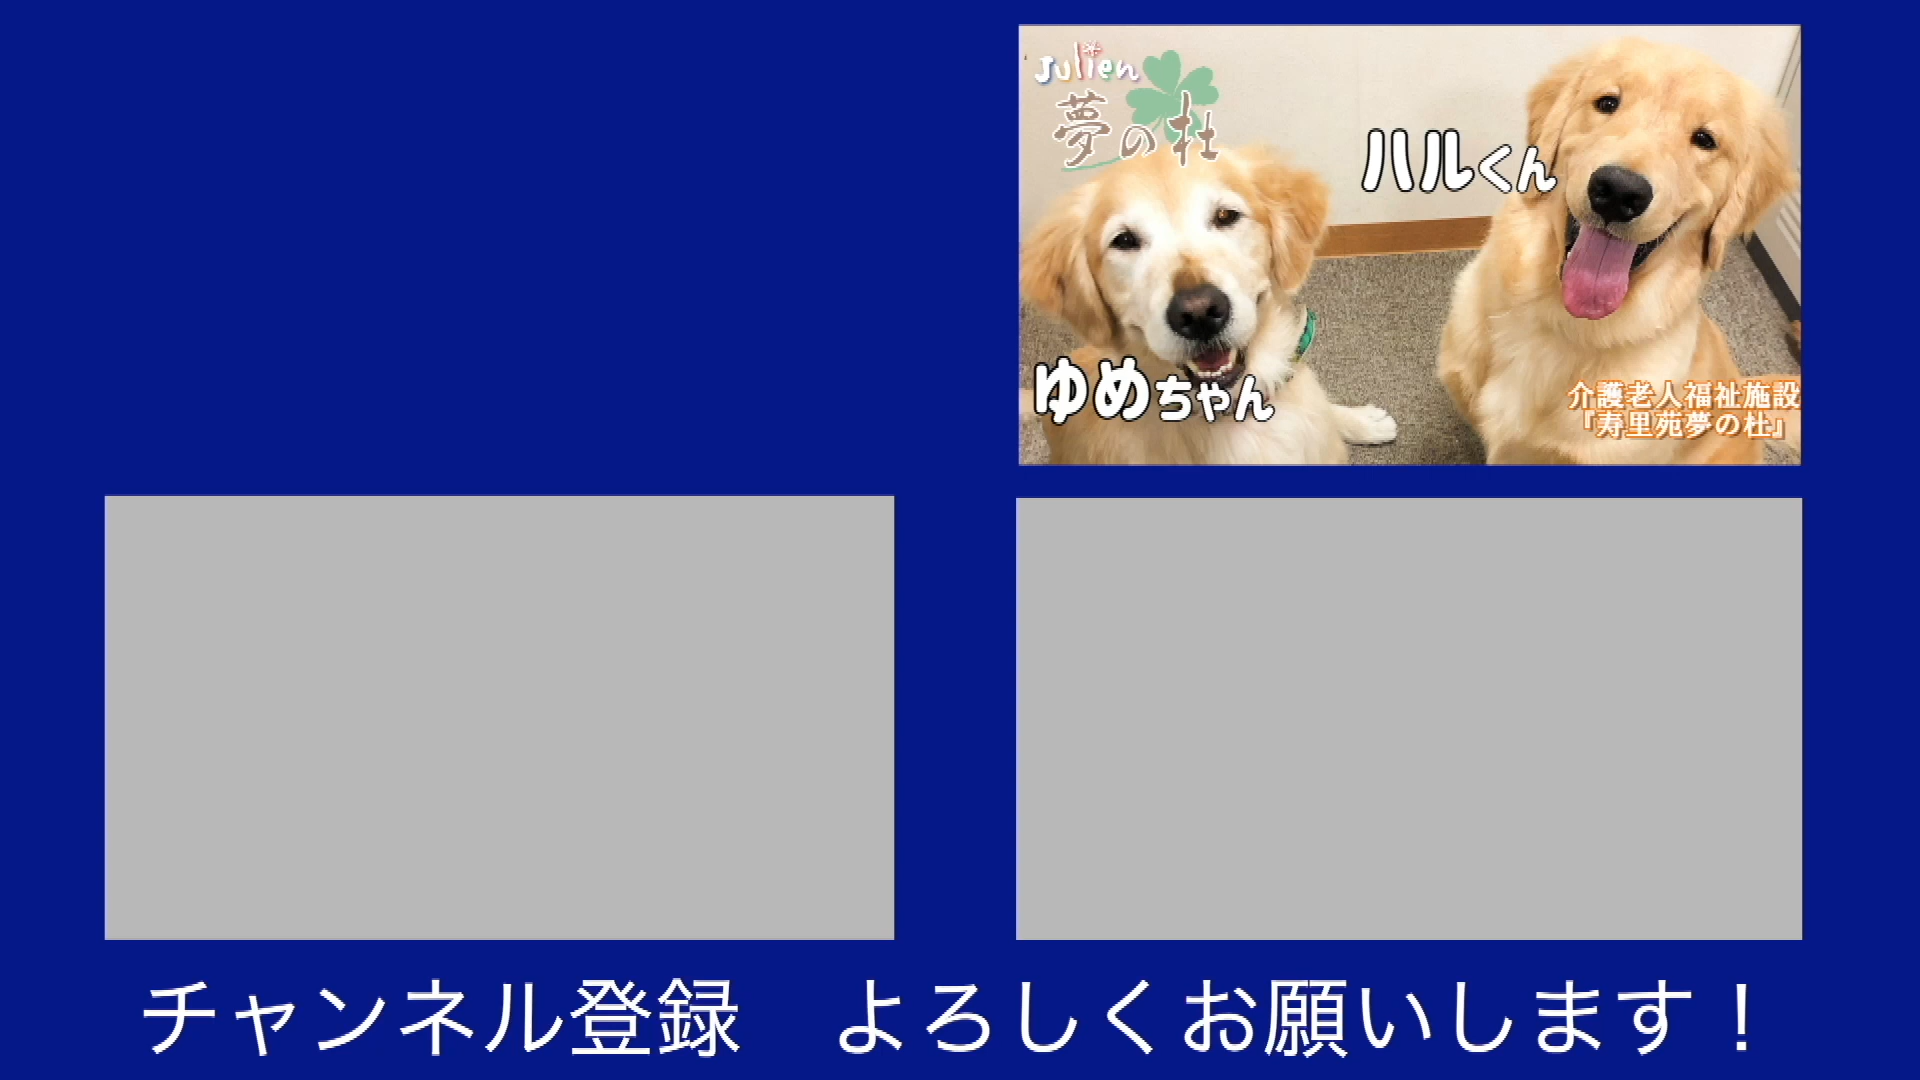 Julien
夢の杜
ハルくん
ゆめちゃん
介護老人福祉施設
「寿里苑夢の杜」
チャンネル登録　よろしくお願いします！